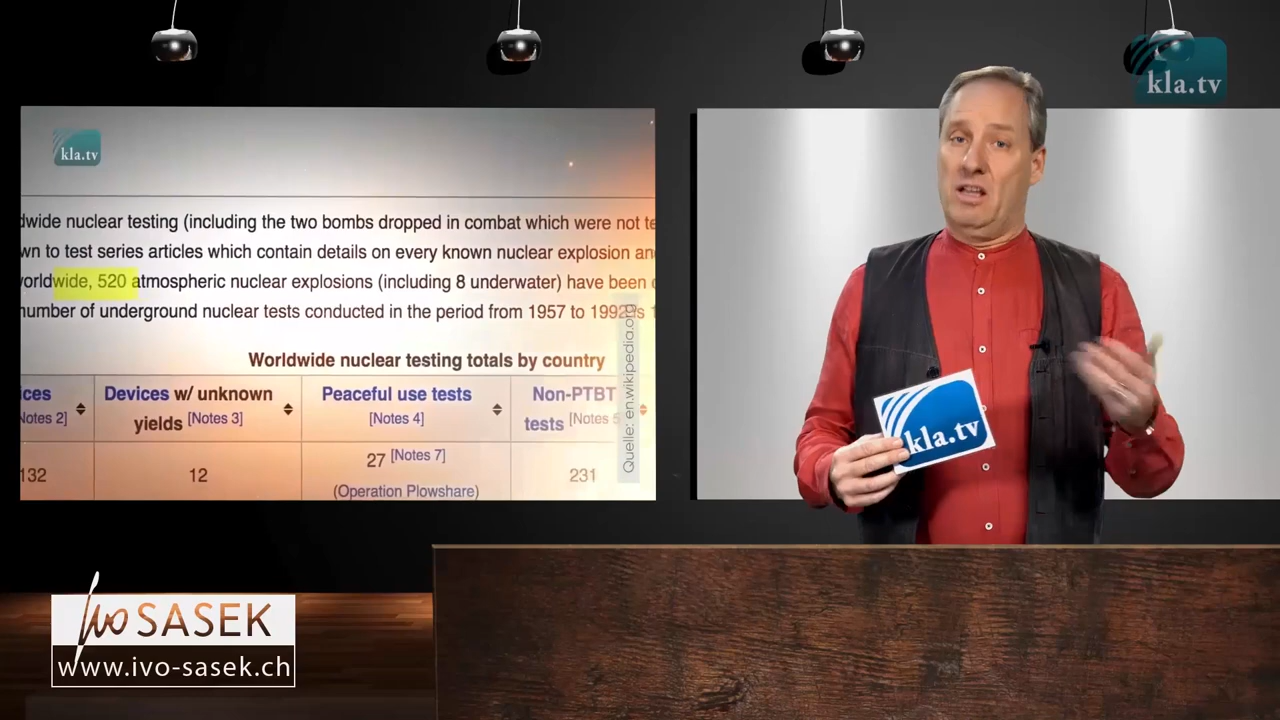 kla.tv
kla.tv
dwide nuclear testing (including the two bombs dropped in combat which were not te
wn to test series articles which contain details on every known nuclear explosion an
worldwide, 520 atmospheric nuclear explosions (including 8 underwater) have been c
number of underground nuclear tests conducted in the period from 1957 to 1992 is 1
Worldwide nuclear testing totals by country
ices
Notes 2]
Devices w/ unknown
yields [Notes 3]
Peaceful use tests
[Notes 4]
Non-PTBT
tests [Notes 5
132
12
27 [Notes 7]
(Operation Plowshare)
231
Quelle: en.wikipedia.org
kla.tv
Ivo SASEK
www.ivo-sasek.ch